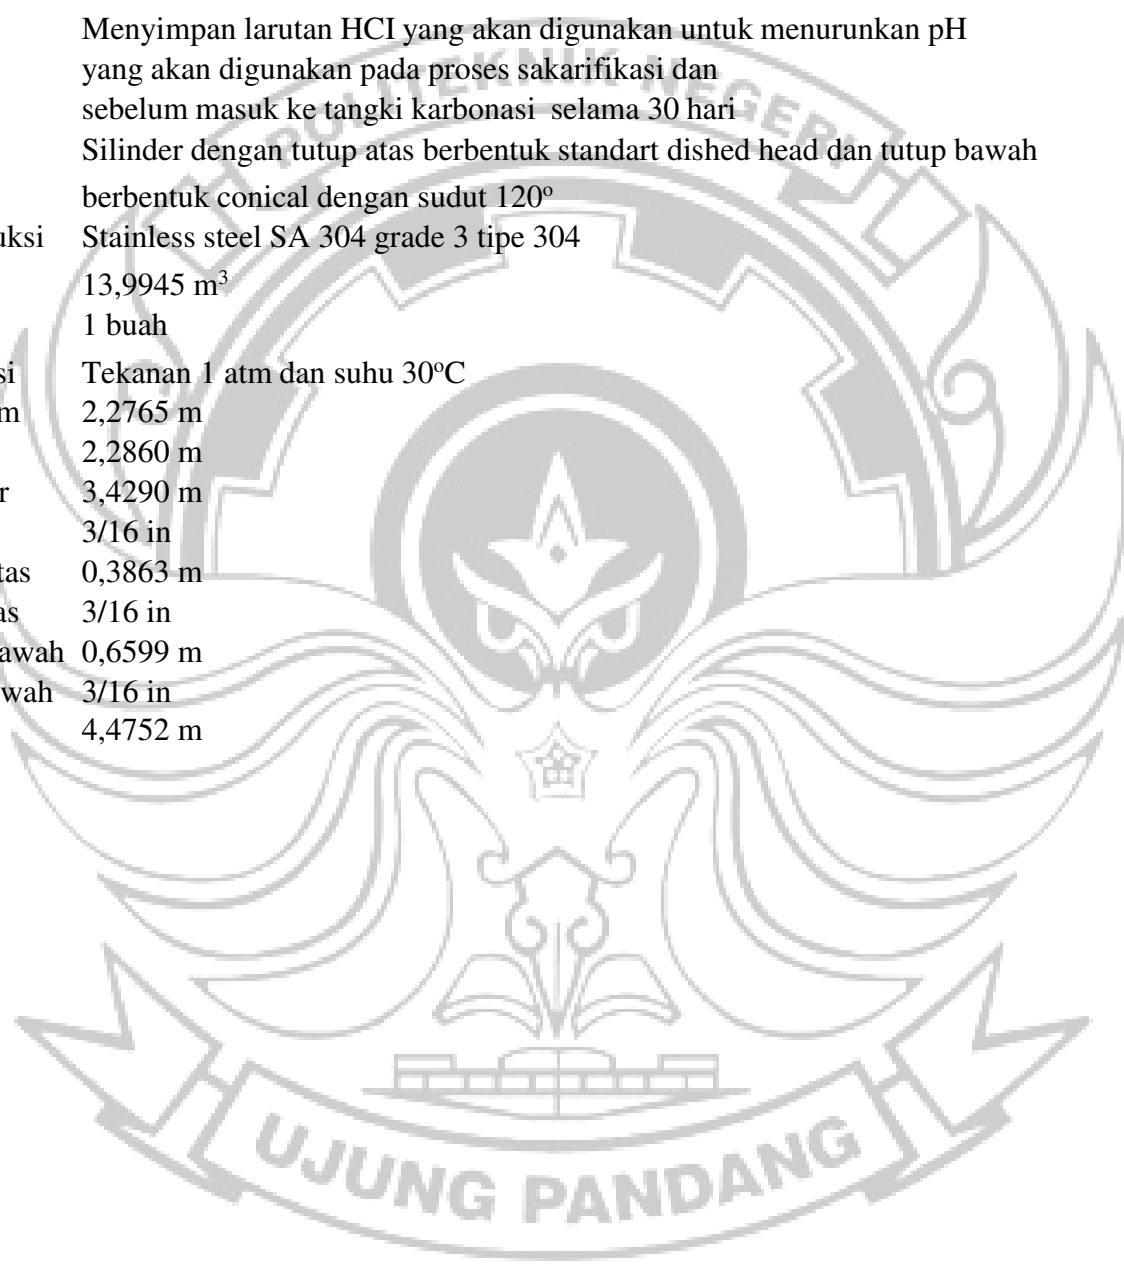 Menyimpan larutan HCI yang akan digunakan untuk menurunkan pH
yang akan digunakan pada proses sakarifikasi dan
sebelum masuk ke tangki karbonasi selama 30 hari
Silinder dengan tutup atas berbentuk standart dished head dan tutup bawah
berbentuk conical dengan sudut 120°
uksi Stainless steel SA 304 grade 3 tipe 304
13,9945 m³
1 buah
si Tekanan 1 atm dan suhu 30°C
m 2,2765 m
2,2860 m
r 3,4290 m
3/16 in
tas 0,3863 m
as 3/16 in
awah 0,6599 m
wah 3/16 in
4,4752 m
POLITEKNIK NEGERI
UJUNG PANDANG